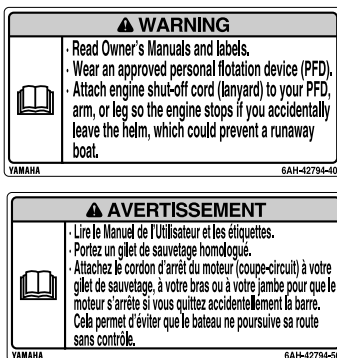 WARNING
· Read Owner's Manuals and labels.
· Wear an approved personal flotation device (PFD).
· Attach engine shut-off cord (lanyard) to your PFD,
arm, or leg so the engine stops if you accidentally
leave the helm, which could prevent a runaway
boat.
YAMAHA 6AH-42794-40
AVERTISSEMENT
· Lire le Manuel de l'Utilisateur et les étiquettes.
· Portez un gilet de sauvetage homologué.
· Attachez le cordon d'arrêt du moteur (coupe-circuit) à votre
gilet de sauvetage, à votre bras ou à votre jambe pour que le
moteur s'arrête si vous quittez accidentellement la barre.
Cela permet d'éviter que le bateau ne poursuive sa route
sans contrôle.
YAMAHA 6AH-42794-50